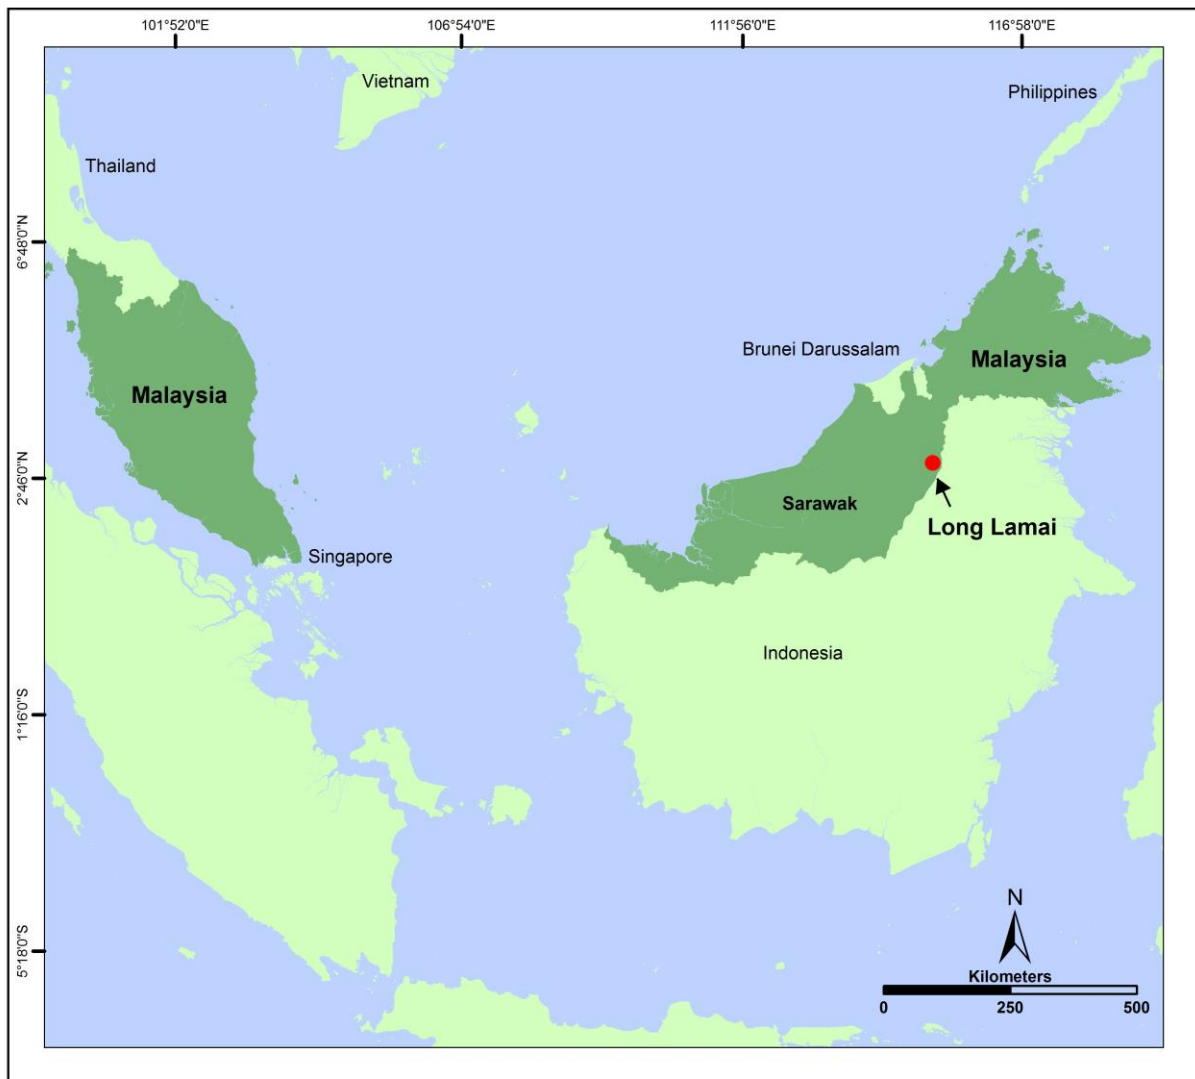 101°52'0"E
106°54'0"E
111°56'0"E
116°58'0"E
Vietnam
Philippines
Thailand
6°48'0"N
Brunei Darussalam
Malaysia
Malaysia
2°46'0"N
Sarawak
Long Lamai
Singapore
Indonesia
1°16'0"S
N
5°18'0"S
Kilometers
0 250 500